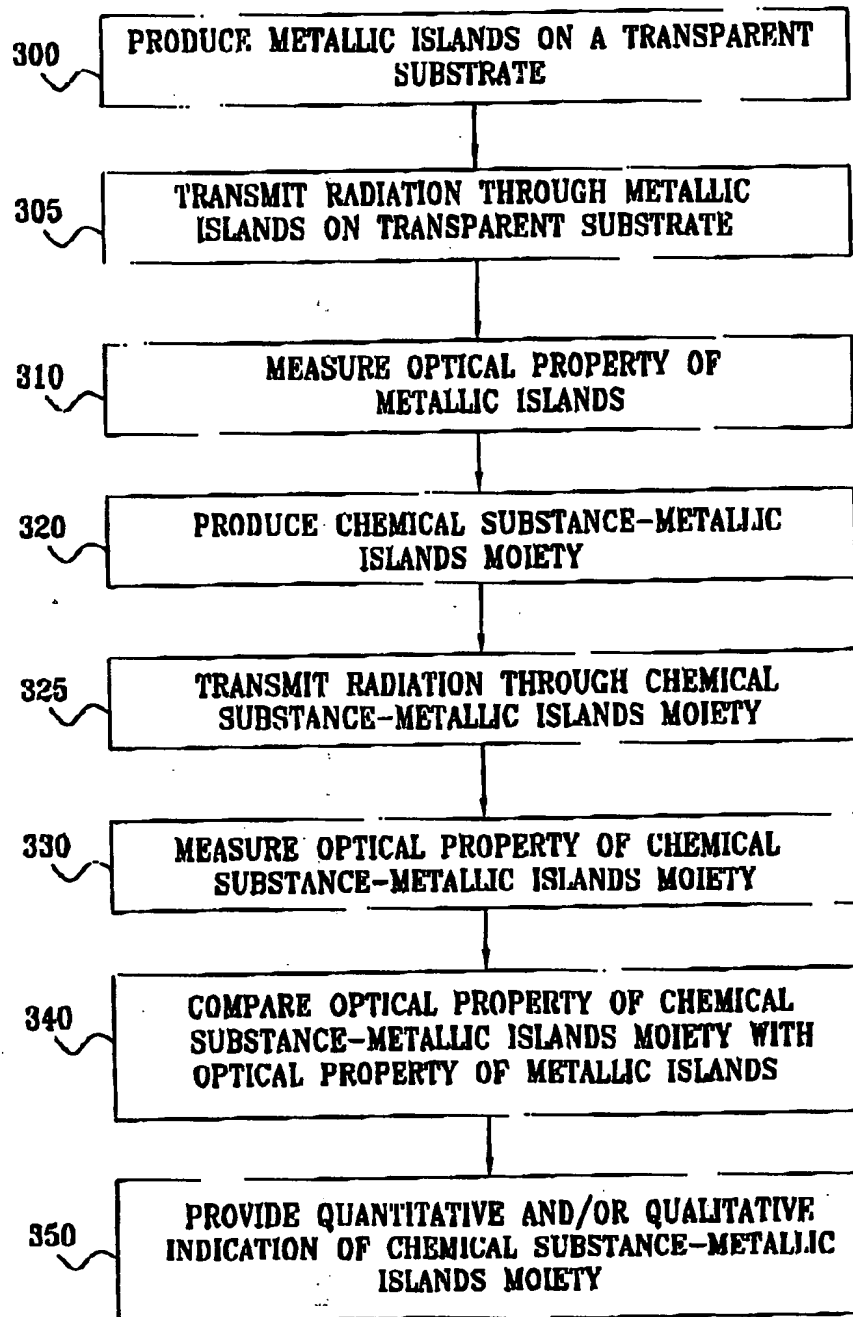 300
PRODUCE METALLIC ISLANDS ON A TRANSPARENT
SUBSTRATE
305
TRANSMIT RADIATION THROUGH METALLIC
ISLANDS ON TRANSPARENT SUBSTRATE
310
MEASURE OPTICAL PROPERTY OF
METALLIC ISLANDS
320
PRODUCE CHEMICAL SUBSTANCE-METALLIC
ISLANDS MOIETY
325
TRANSMIT RADIATION THROUGH CHEMICAL
SUBSTANCE-METALLIC ISLANDS MOIETY
330
MEASURE OPTICAL PROPERTY OF CHEMICAL
SUBSTANCE-METALLIC ISLANDS MOIETY
340
COMPARE OPTICAL PROPERTY OF CHEMICAL
SUBSTANCE-METALLIC ISLANDS MOIETY WITH
OPTICAL PROPERTY OF METALLIC ISLANDS
350
PROVIDE QUANTITATIVE AND/OR QUALITATIVE
INDICATION OF CHEMICAL SUBSTANCE-METALLIC
ISLANDS MOIETY